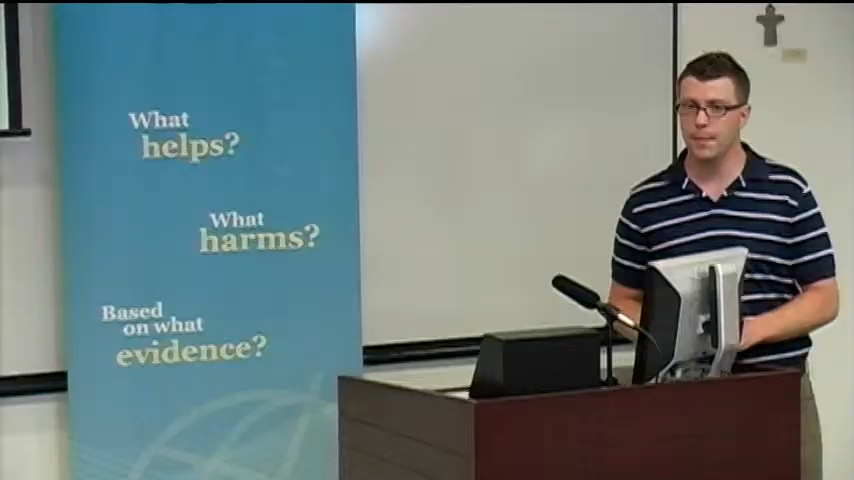 What
helps?
What
harms?
Based
on what
evidence?